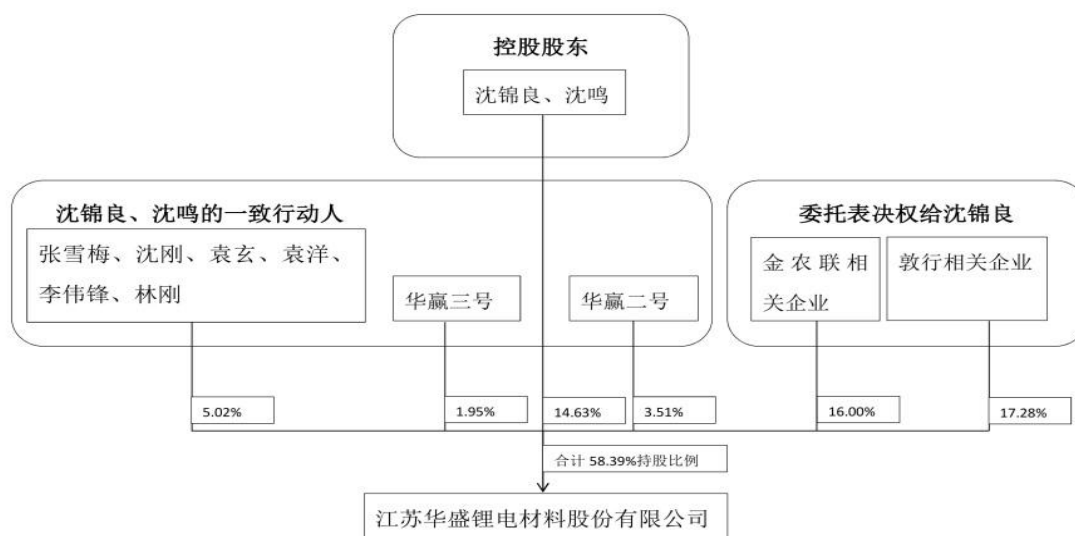 控股股东
沈锦良、沈鸣
沈锦良、沈鸣的一致行动人
张雪梅、沈刚、袁玄、袁洋、
李伟锋、林刚
华赢三号
华赢二号
委托表决权给沈锦良
金农联相
关企业
敦行相关企业
5.02%
1.95%
14.63%
3.51%
16.00%
17.28%
合计 58.39%持股比例
江苏华盛锂电材料股份有限公司